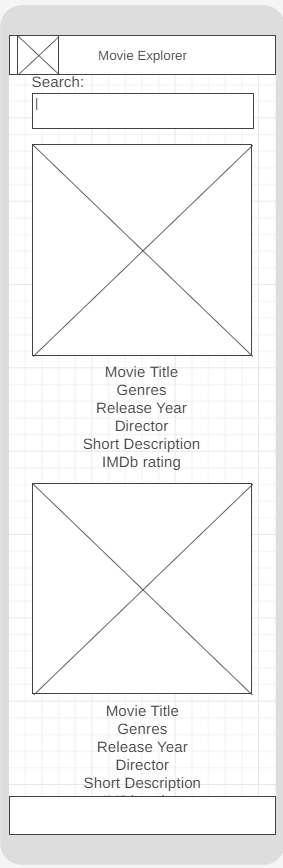 Movie Explorer
Search:
Movie Title
Genres
Release Year
Director
Short Description
IMDb rating
Movie Title
Genres
Release Year
Director
Short Description